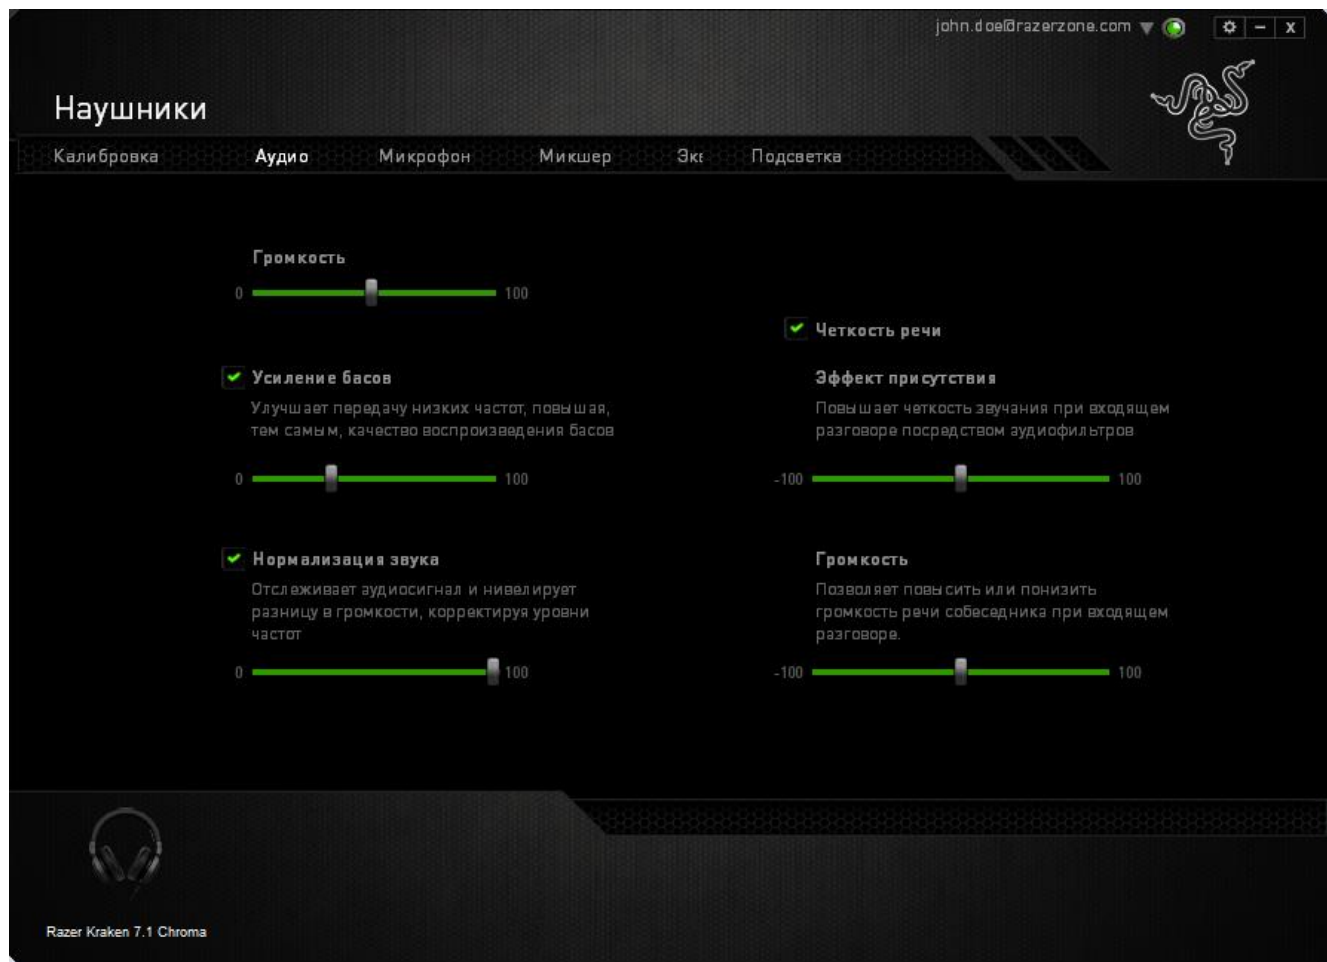 john.doe@razerzone.com
Наушники
Калибровка Аудио Микрофон Микшер Экв Подсветка
Громкость
0 100
Четкость речи
Усиление басов
Улучшает передачу низких частот, повышая,
тем самым, качество воспроизведения басов
0 100
Эффект присутствия
Повышает четкость звучания при входящем
разговоре посредством аудиофильтров
-100 100
Нормализация звука
Отслеживает аудиосигнал и нивелирует
разницу в громкости, корректируя уровни
частот
0 100
Громкость
Позволяет повысить или понизить
громкость речи собеседника при входящем
разговоре.
-100 100
Razer Kraken 7.1 Chroma